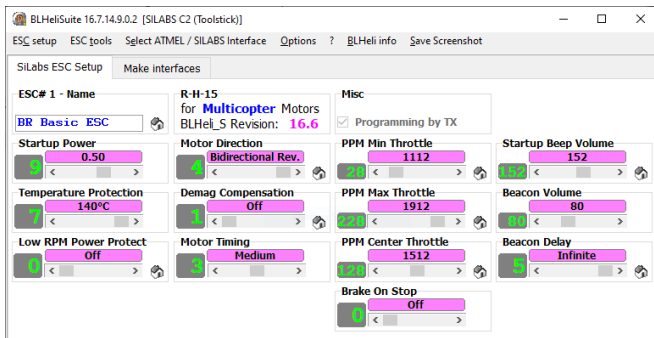 BLHeliSuite 16.7.14.9.0.2 [SILABS C2 (Toolstick)]
ESC setup ESC tools Select ATMEL / SILABS Interface Options ? BLHeli info Save Screenshot
SiLabs ESC Setup Make interfaces
ESC# 1 - Name
BR Basic ESC
R-H-15
for Multicopter Motors
BLHeli_S Revision: 16.6
Misc
Programming by TX
Startup Power
0.50
9
Motor Direction
Bidirectional Rev.
4
PPM Min Throttle
1112
28
Startup Beep Volume
152
152
Temperature Protection
140°C
7
Demag Compensation
Off
1
PPM Max Throttle
1912
228
Beacon Volume
80
80
Low RPM Power Protect
Off
0
Motor Timing
Medium
3
PPM Center Throttle
1512
128
Beacon Delay
Infinite
5
Brake On Stop
Off
0